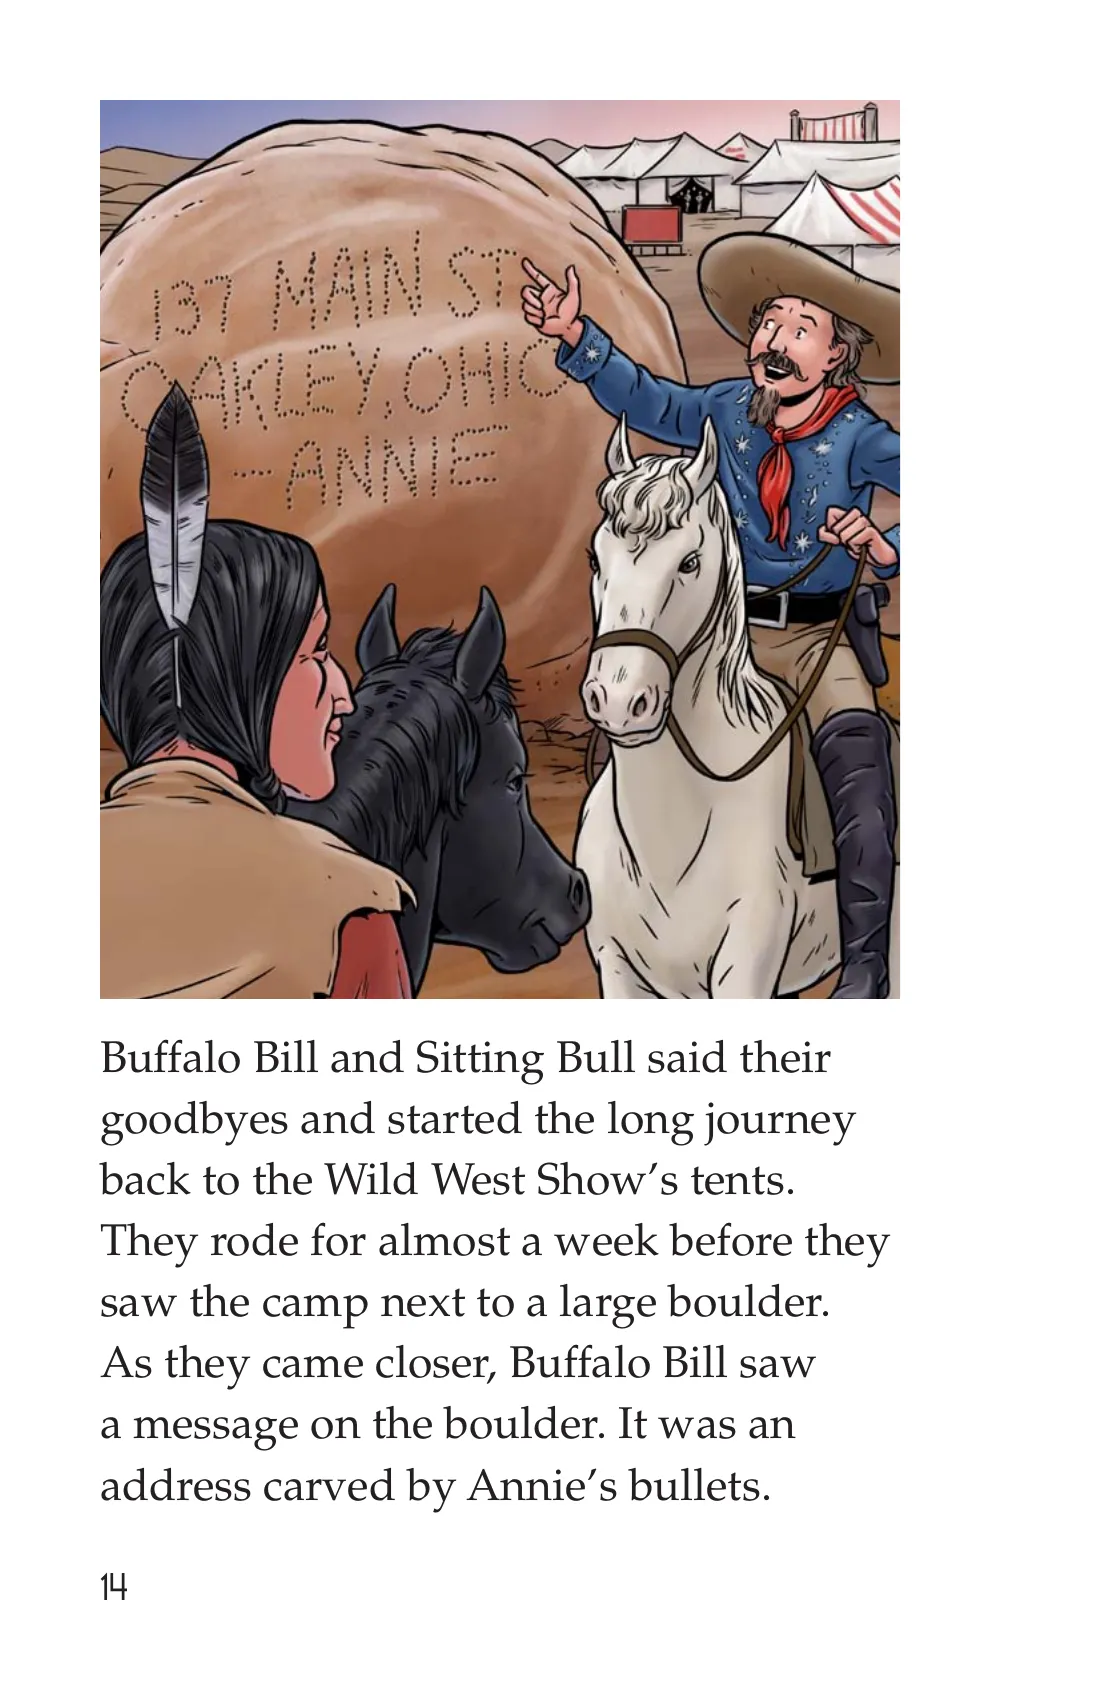 137 MAIN ST
OAKLEY, OHIO
—ANNIE
Buffalo Bill and Sitting Bull said their
goodbyes and started the long journey
back to the Wild West Show’s tents.
They rode for almost a week before they
saw the camp next to a large boulder.
As they came closer, Buffalo Bill saw
a message on the boulder. It was an
address carved by Annie’s bullets.
14